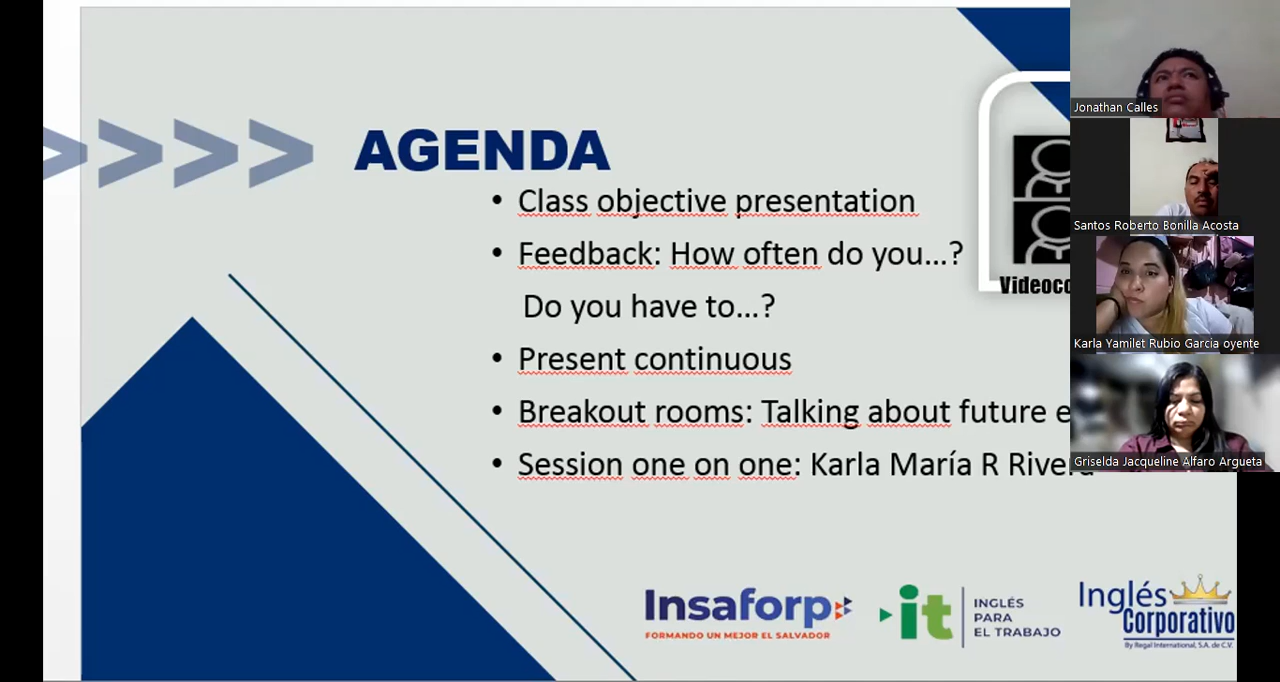 AGENDA
• Class objective presentation
• Feedback: How often do you...?
Do you have to...?
• Present continuous
• Breakout rooms: Talking about future
• Session one on one: Karla María R
Jonathan Calles
Santos Roberto Bonilla Acosta
Karla Yamilet Rubio Garcia oyente
Griselda Jacqueline Alfaro Argueta
Insaforp
FORMANDO UN MEJOR EL SALVADOR
it
INGLÉS
PARA
EL TRABAJO
Inglés
Corporativo
By Regal International, S.A. de C.V.